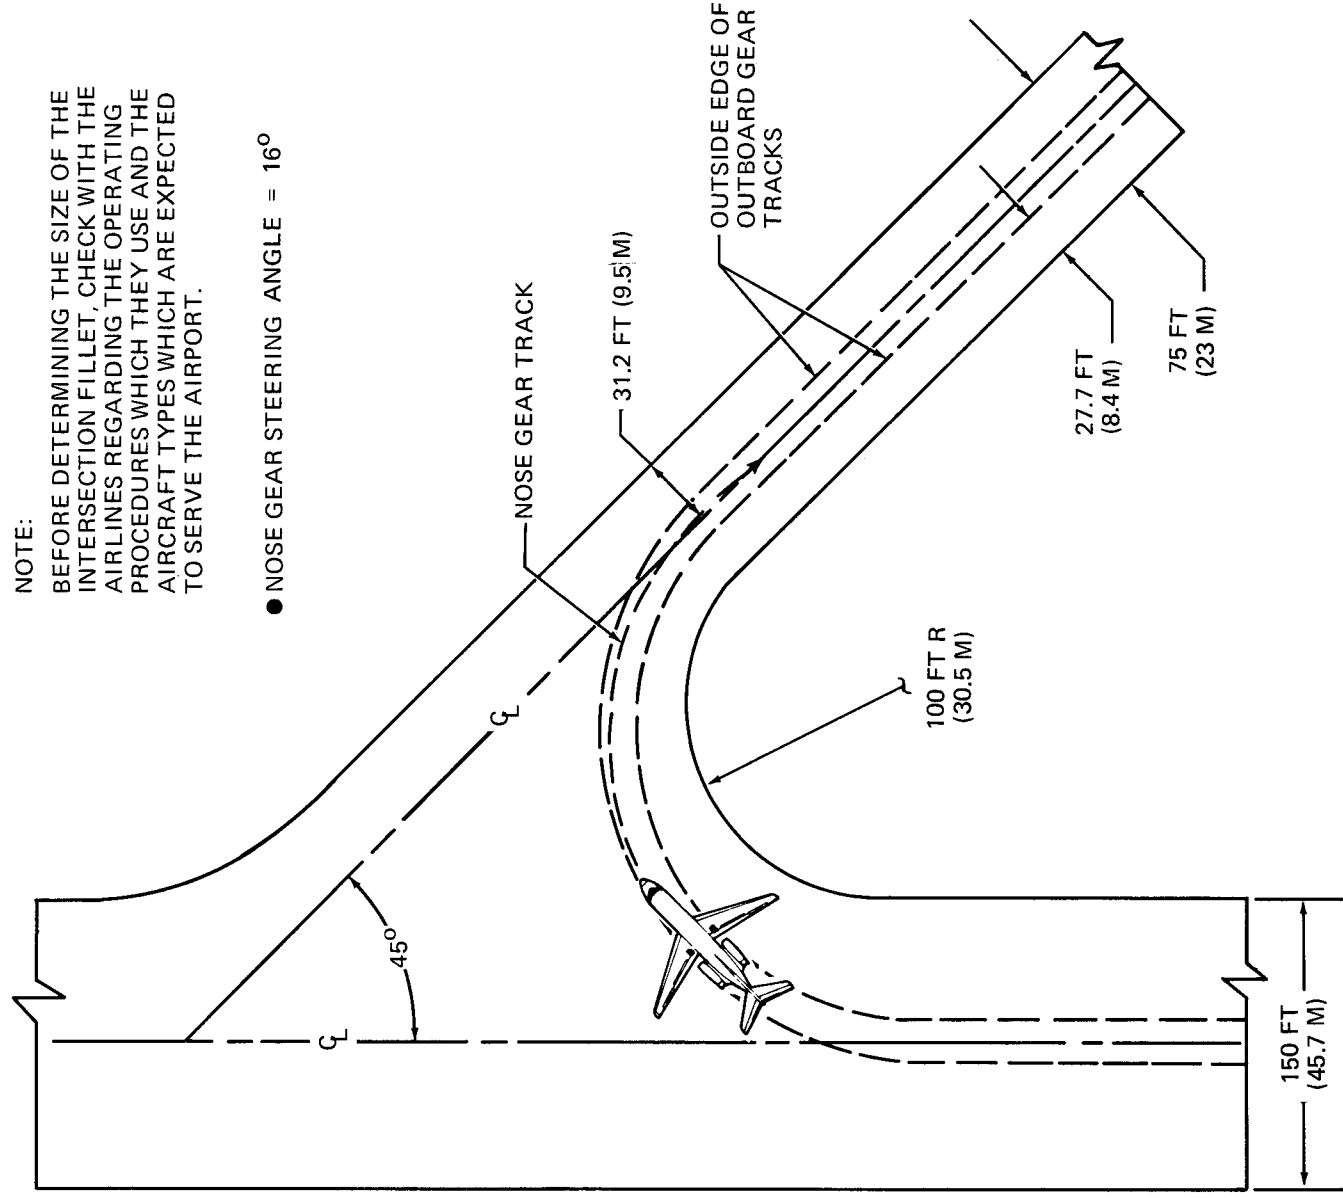 NOTE:
BEFORE DETERMINING THE SIZE OF THE
INTERSECTION FILLET, CHECK WITH THE
AIRLINES REGARDING THE OPERATING
PROCEDURES WHICH THEY USE AND THE
AIRCRAFT TYPES WHICH ARE EXPECTED
TO SERVE THE AIRPORT.
● NOSE GEAR STEERING ANGLE = 16°
NOSE GEAR TRACK
31.2 FT (9.5 M)
OUTSIDE EDGE OF
OUTBOARD GEAR
TRACKS
℄
45°
℄
100 FT R
(30.5 M)
27.7 FT
(8.4 M)
75 FT
(23 M)
150 FT
(45.7 M)